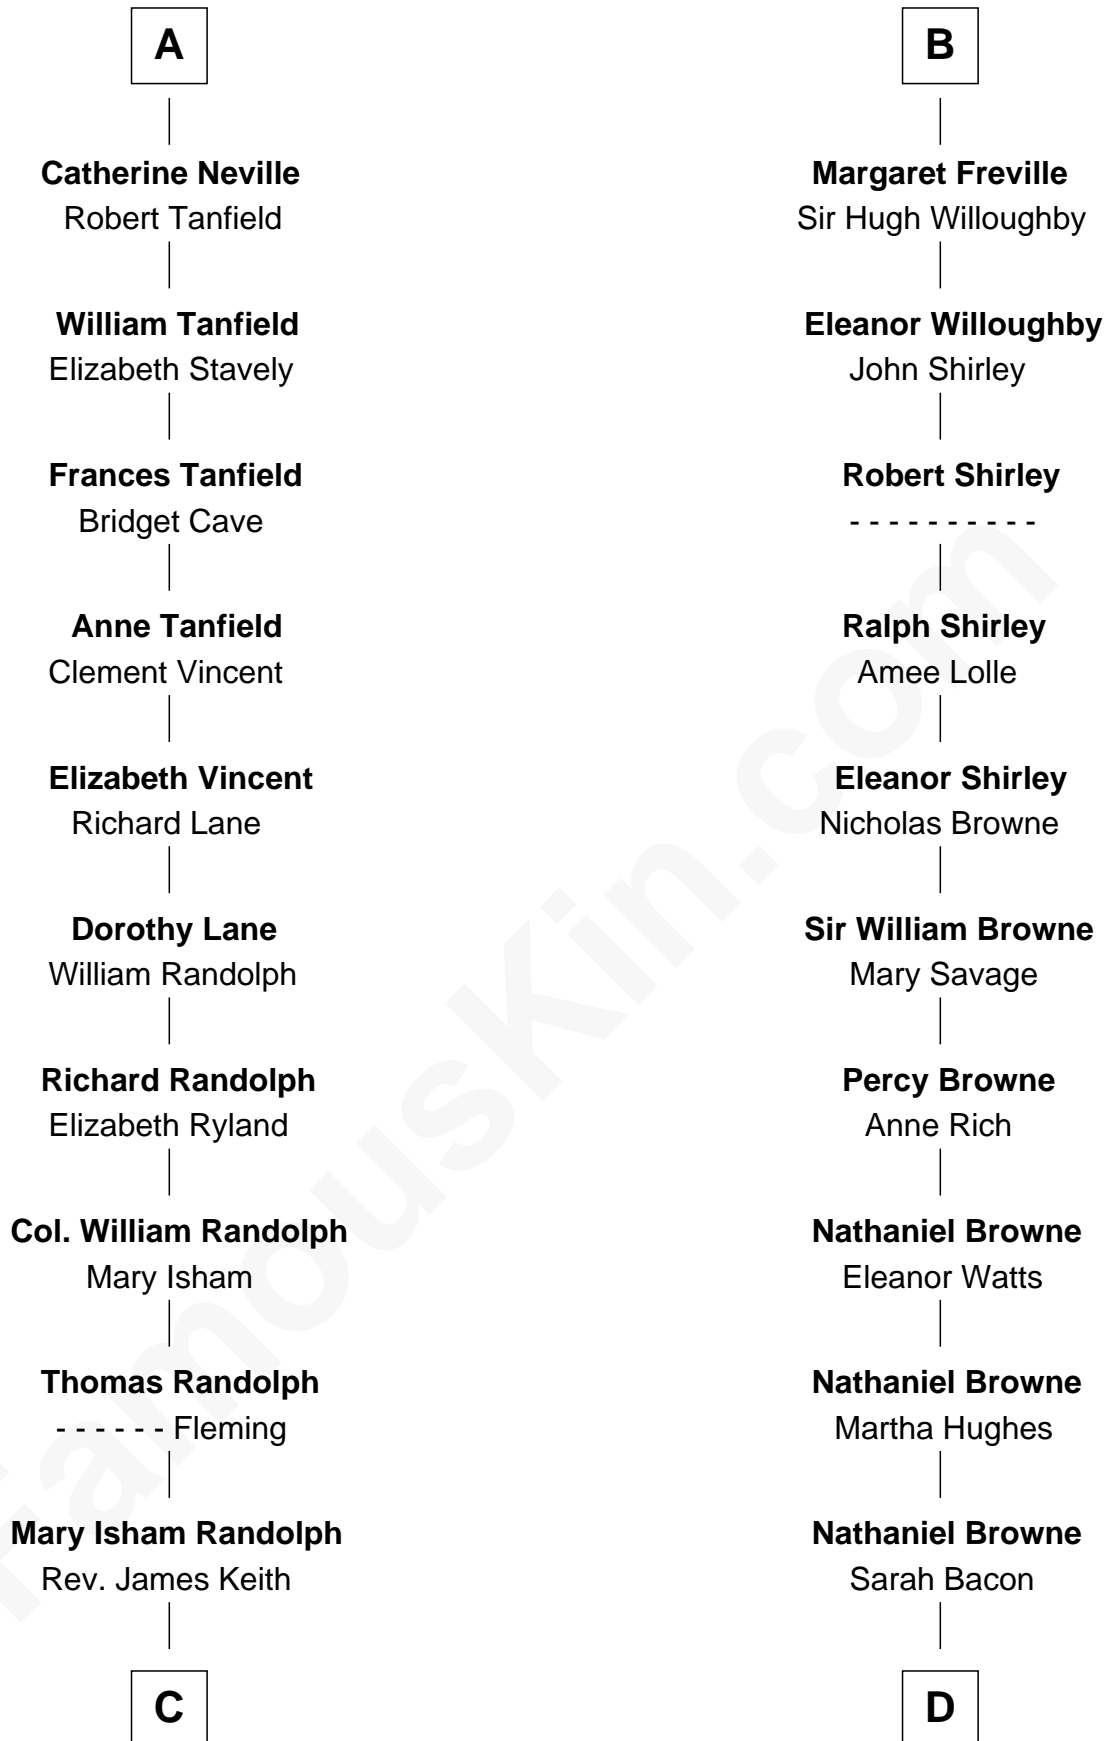 A
Catherine Neville
Robert Tanfield
William Tanfield
Elizabeth Stavely
Frances Tanfield
Bridget Cave
Anne Tanfield
Clement Vincent
Elizabeth Vincent
Richard Lane
Dorothy Lane
William Randolph
Richard Randolph
Elizabeth Ryland
Col. William Randolph
Mary Isham
Thomas Randolph
- - - - - - Fleming
Mary Isham Randolph
Rev. James Keith
C
B
Margaret Freville
Sir Hugh Willoughby
Eleanor Willoughby
John Shirley
Robert Shirley
- - - - - - - - - -
Ralph Shirley
Amee Lolle
Eleanor Shirley
Nicholas Browne
Sir William Browne
Mary Savage
Percy Browne
Anne Rich
Nathaniel Browne
Eleanor Watts
Nathaniel Browne
Martha Hughes
Nathaniel Browne
Sarah Bacon
D
FamousKin.com